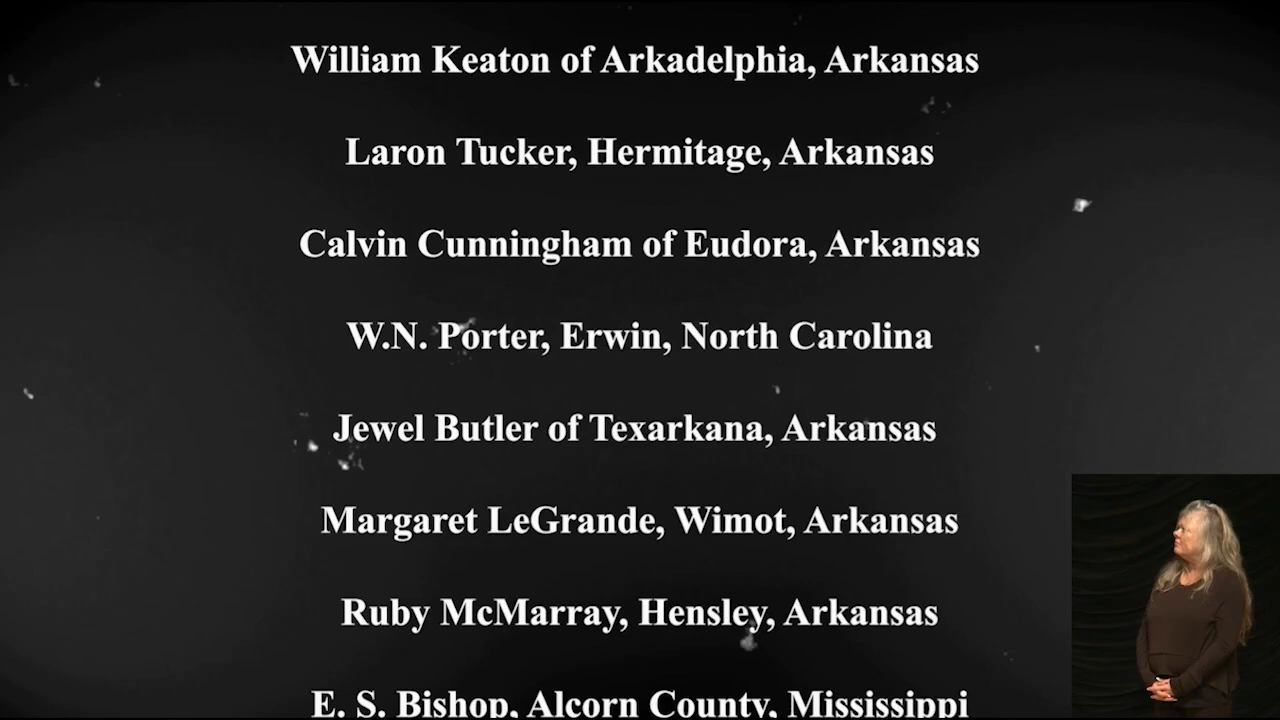 William Keaton of Arkadelphia, Arkansas
Laron Tucker, Hermitage, Arkansas
Calvin Cunningham of Eudora, Arkansas
W.N. Porter, Erwin, North Carolina
Jewel Butler of Texarkana, Arkansas
Margaret LeGrande, Wimot, Arkansas
Ruby McMarray, Hensley, Arkansas
E. S. Bishop, Alcorn County, Mississippi